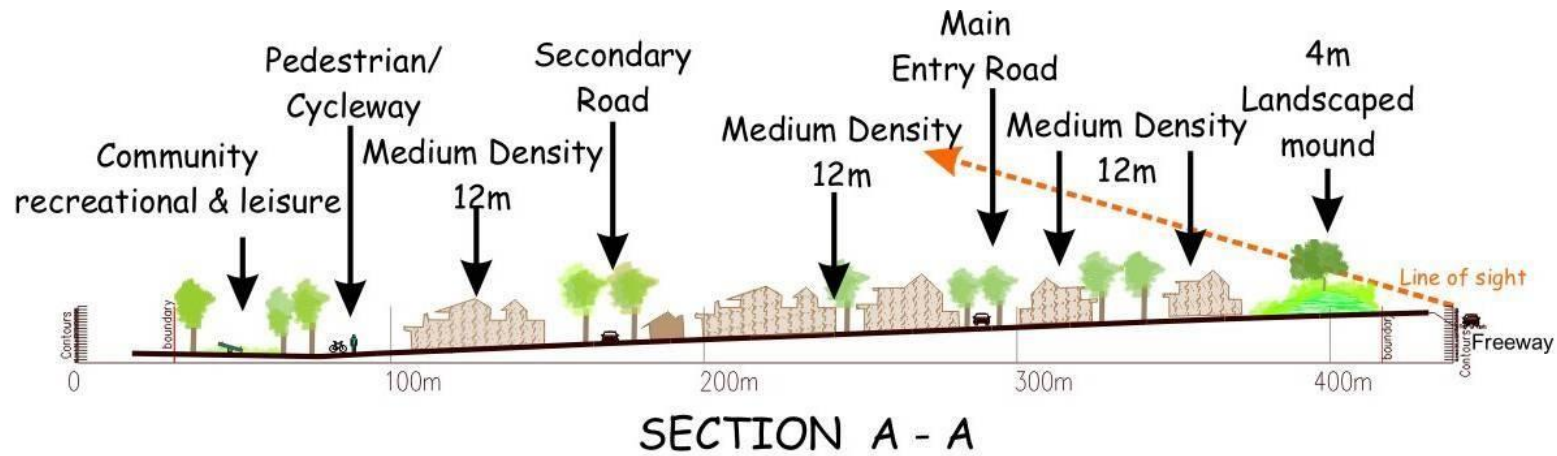 Main
Entry Road
4m
Landscaped
mound
Pedestrian/
Cycleway
Secondary
Road
Medium Density
12m
Medium Density
12m
Community
recreational & leisure
Medium Density
12m
Line of sight
Contours
boundary
boundary
Contours
Freeway
0
100m
200m
300m
400m
SECTION A - A